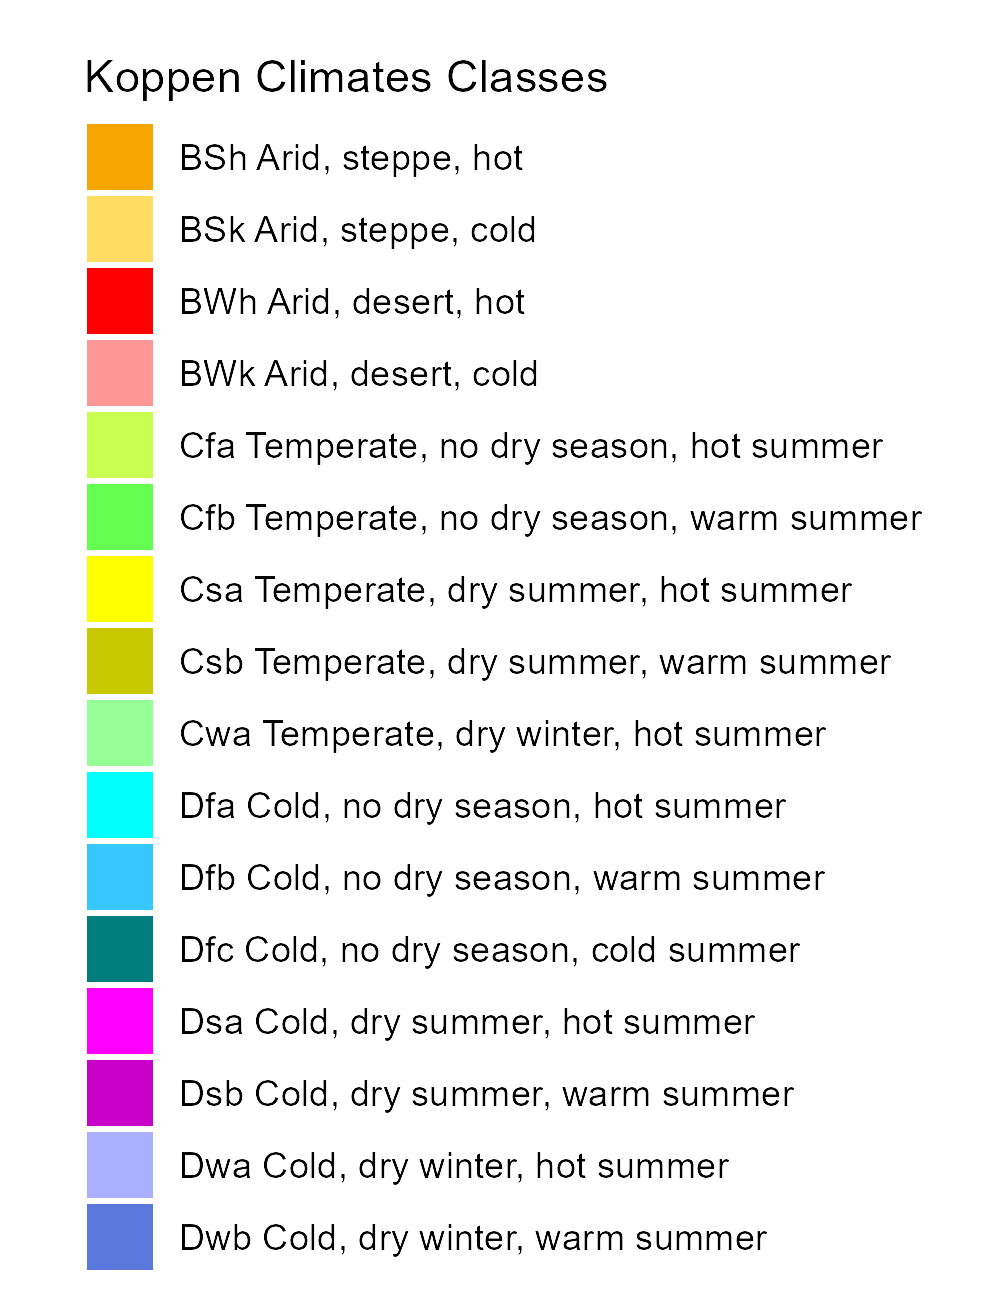 Koppen Climates Classes
BSh Arid, steppe, hot
BSk Arid, steppe, cold
BWh Arid, desert, hot
BWk Arid, desert, cold
Cfa Temperate, no dry season, hot summer
Cfb Temperate, no dry season, warm summer
Csa Temperate, dry summer, hot summer
Csb Temperate, dry summer, warm summer
Cwa Temperate, dry winter, hot summer
Dfa Cold, no dry season, hot summer
Dfb Cold, no dry season, warm summer
Dfc Cold, no dry season, cold summer
Dsa Cold, dry summer, hot summer
Dsb Cold, dry summer, warm summer
Dwa Cold, dry winter, hot summer
Dwb Cold, dry winter, warm summer